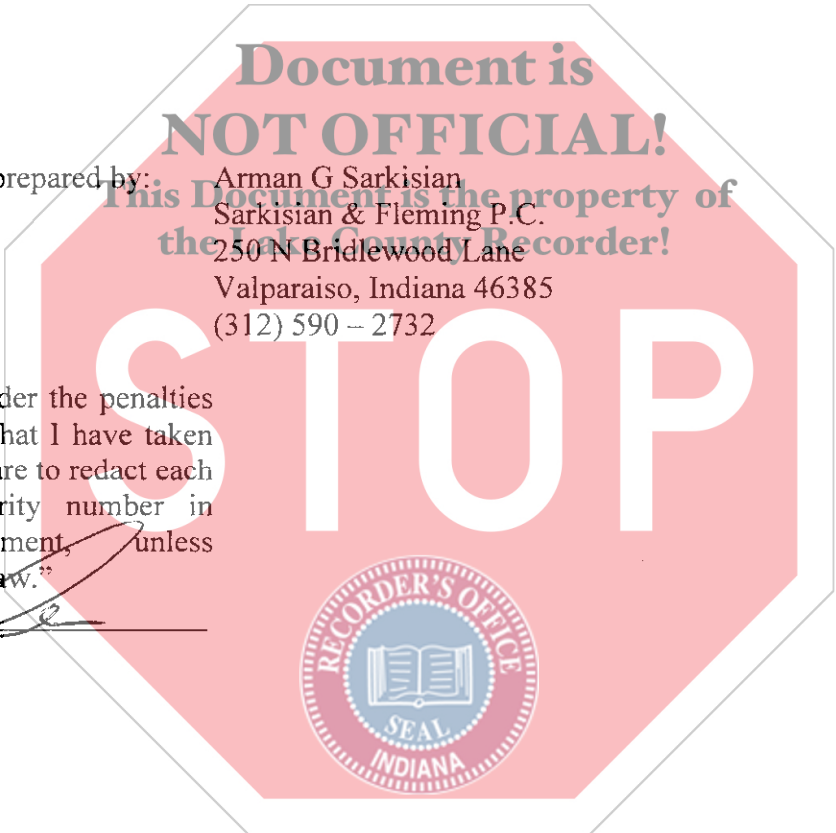 Document is
NOT OFFICIAL!
This Document is the property of
the Lake County Recorder!
prepared by:
Arman G Sarkisian
Sarkisian & Fleming P.C.
250 N Bridlewood Lane
Valparaiso, Indiana 46385
(312) 590 – 2732
STOP
der the penalties
hat I have taken
are to redact each
rity number in
ment, unless
aw.”
RECORDER'S OFFICE
SEAL
INDIANA